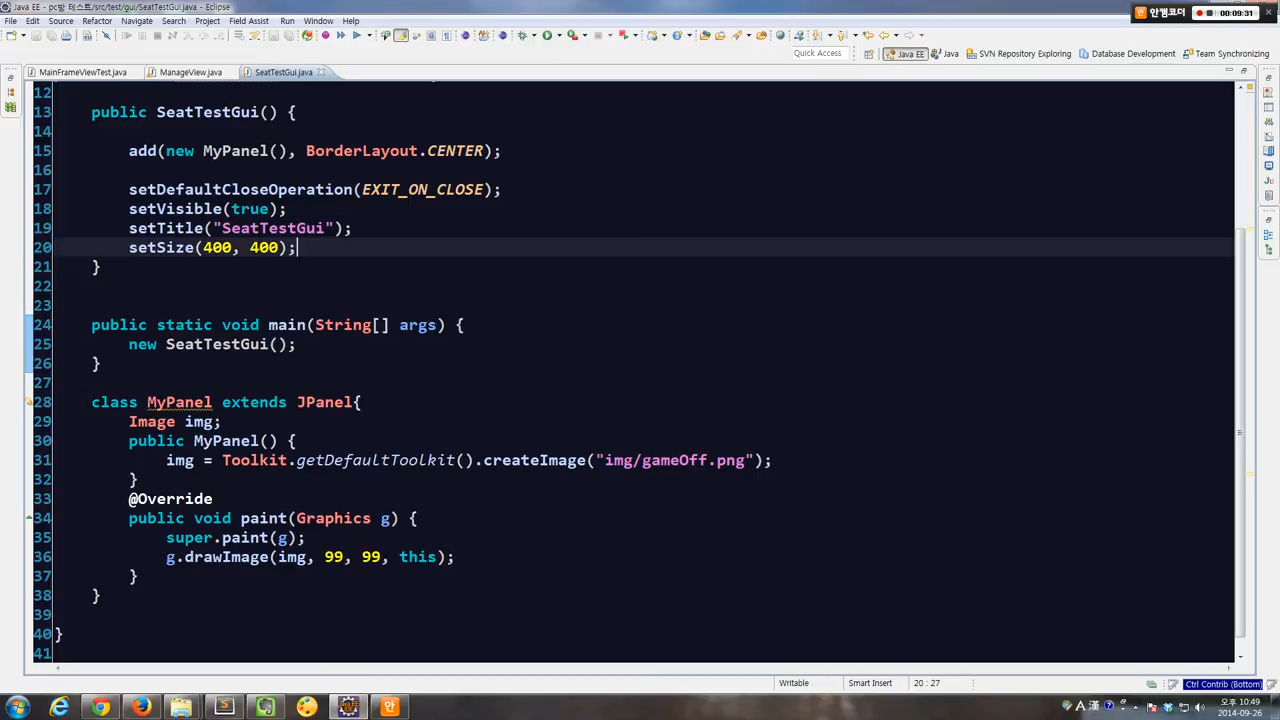 Java EE - pc방 테스트/src/test/gui/SeatTestGui.java - Eclipse
안캠코더 00:09:31
File Edit Source Refactor Navigate Search Project Field Assist Run Window Help
Quick Access Java EE Java SVN Repository Exploring Database Development Team Synchronizing
MainFrameViewTest.java ManageView.java SeatTestGui.java
12
13 public SeatTestGui() {
14
15 add(new MyPanel(), BorderLayout.CENTER);
16
17 setDefaultCloseOperation(EXIT_ON_CLOSE);
18 setVisible(true);
19 setTitle("SeatTestGui");
20 setSize(400, 400);
21 }
22
23
24 public static void main(String[] args) {
25 new SeatTestGui();
26 }
27
28 class MyPanel extends JPanel{
29 Image img;
30 public MyPanel() {
31 img = Toolkit.getDefaultToolkit().createImage("img/gameOff.png");
32 }
33 @Override
34 public void paint(Graphics g) {
35 super.paint(g);
36 g.drawImage(img, 99, 99, this);
37 }
38 }
39
40 }
41
Writable Smart Insert 20 : 27 Ctrl Contrib (Bottom)
안 A 漢 오후 10:49
2014-09-26